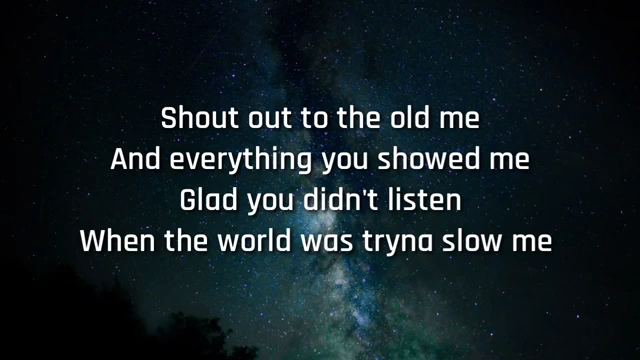 Shout out to the old me
And everything you showed me
Glad you didn't listen
When the world was tryna slow me